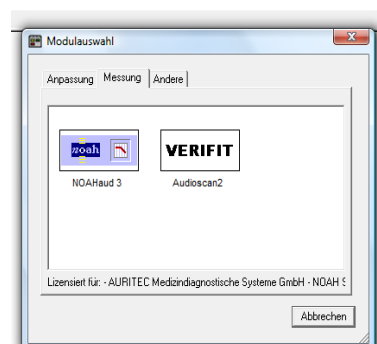 Modulauswahl
Anpassung Messung Andere
noah VERIFIT
NOAHaud 3 Audioscan2
Lizensiert für: - AURITEC Medizindiagnostische Systeme GmbH - NOAH S
Abbrechen